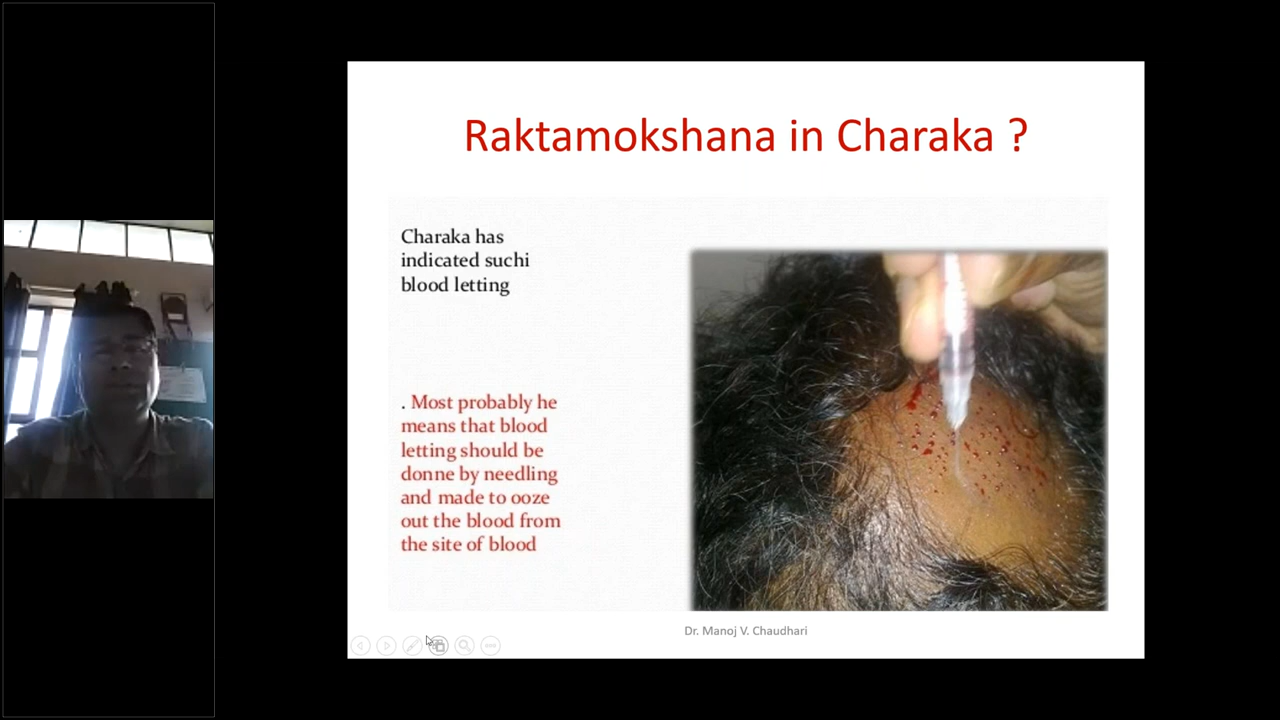 Raktamokshana in Charaka ?
Charaka has
indicated suchi
blood letting
. Most probably he
means that blood
letting should be
donne by needling
and made to ooze
out the blood from
the site of blood
Dr. Manoj V. Chaudhari